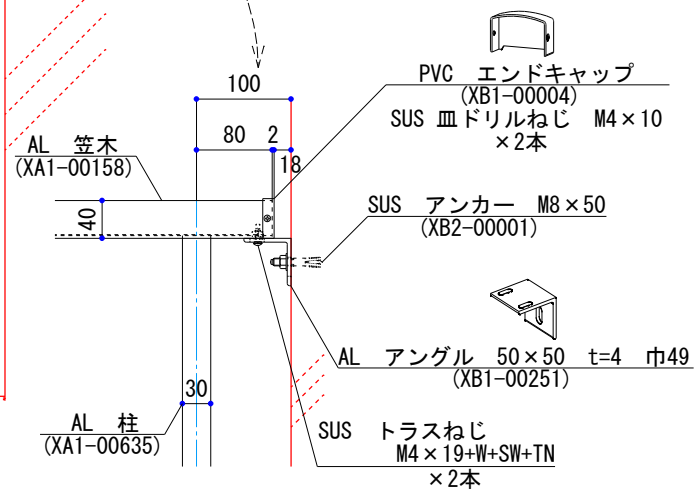 100
80 2
18
PVC エンドキャップ
(XB1-00004)
SUS 皿ドリルねじ M4×10
×2本
AL 笠木
(XA1-00158)
40
SUS アンカー M8×50
(XB2-00001)
AL アングル 50×50 t=4 巾49
(XB1-00251)
30
AL 柱
(XA1-00635)
SUS トラスねじ
M4×19+W+SW+TN
×2本